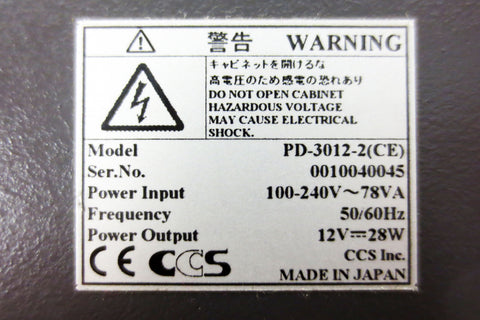 警告 WARNING
キャビネットを開けるな
高電圧のため感電の恐れあり
DO NOT OPEN CABINET
HAZARDOUS VOLTAGE
MAY CAUSE ELECTRICAL
SHOCK.
Model PD-3012-2(CE)
Ser.No. 0010040045
Power Input 100-240V～78VA
Frequency 50/60Hz
Power Output 12V⎓28W
CE CCS CCS Inc.
MADE IN JAPAN